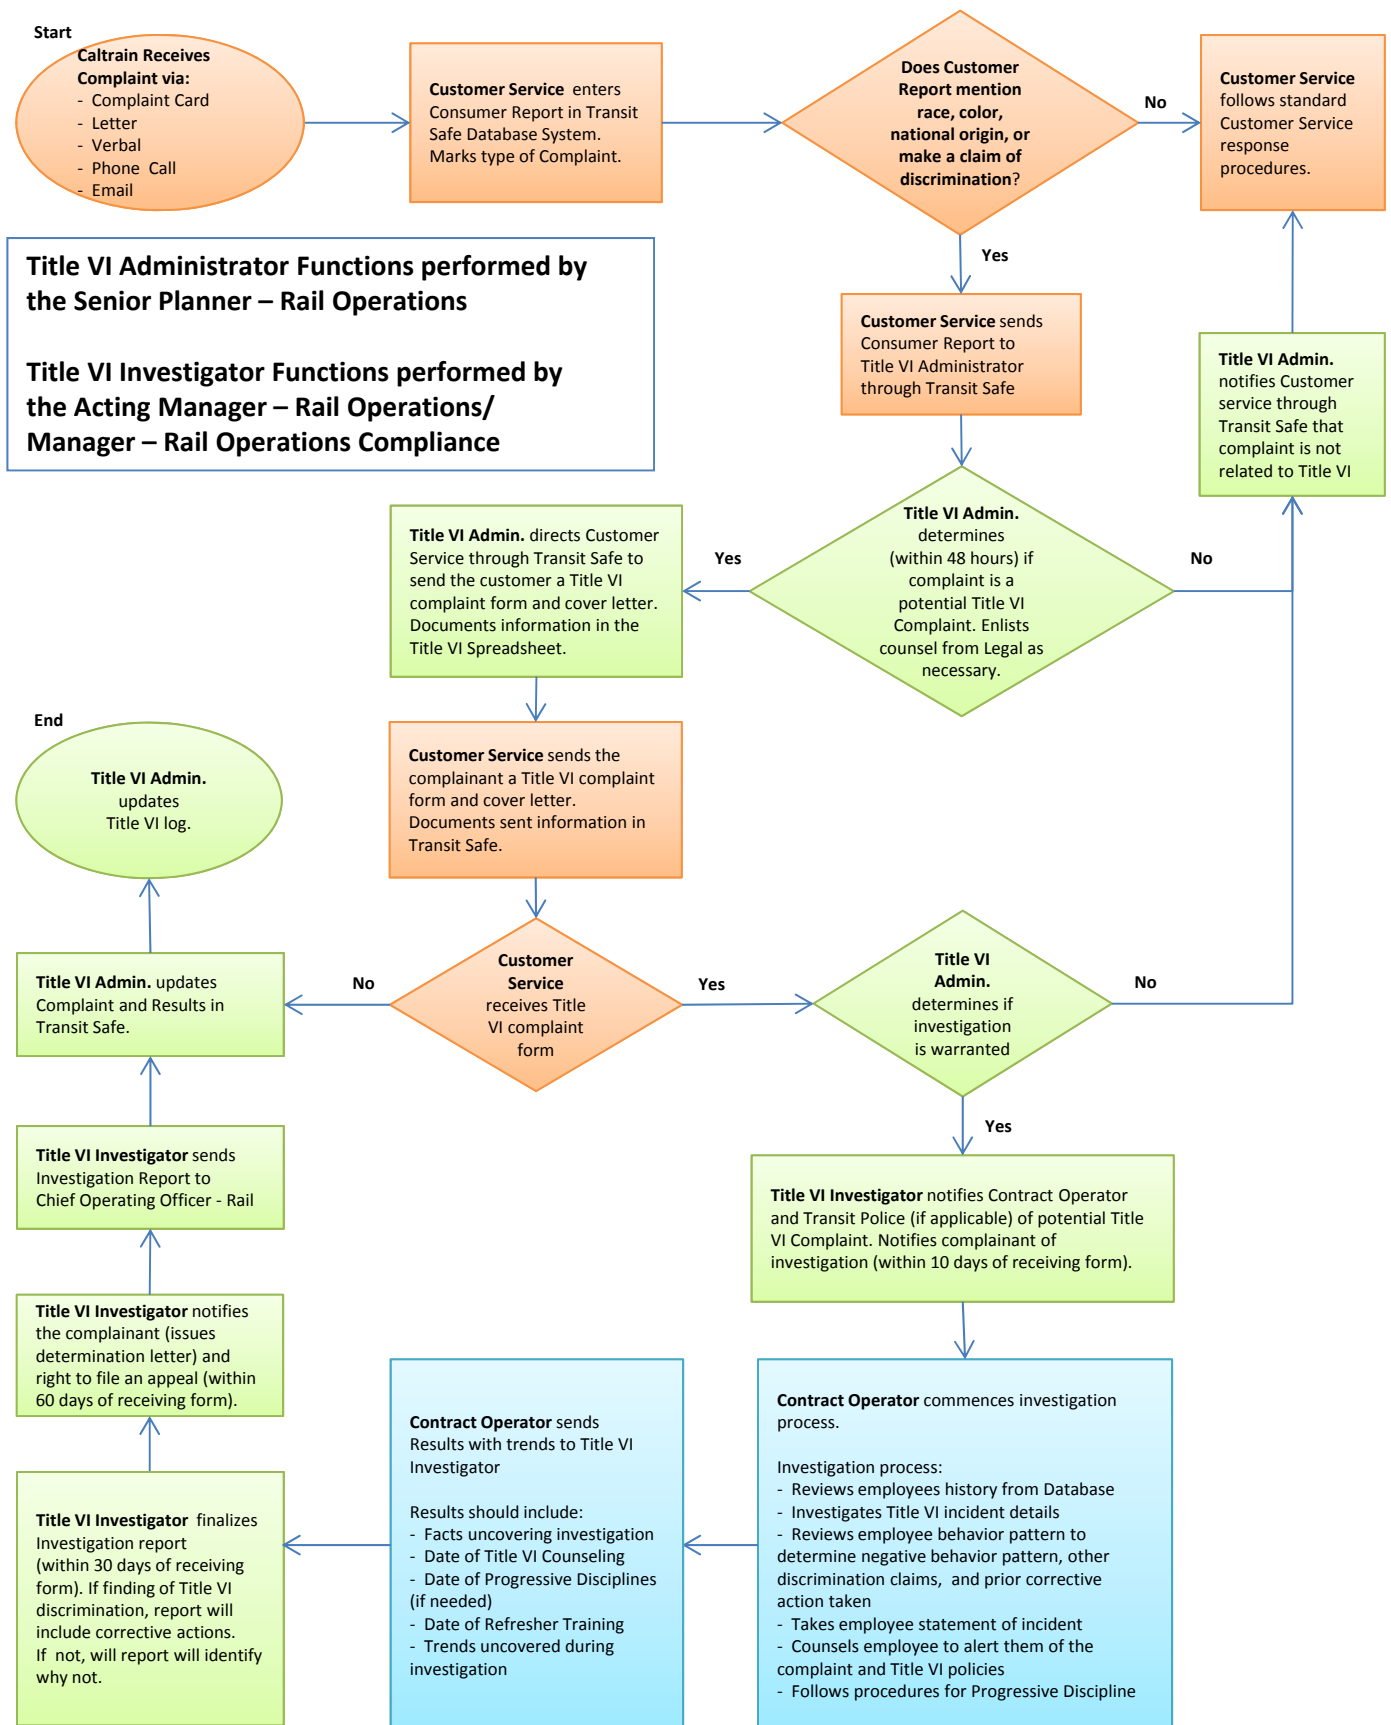 Start
Caltrain Receives
Complaint via:
- Complaint Card
- Letter
- Verbal
- Phone Call
- Email
Customer Service enters
Consumer Report in Transit
Safe Database System.
Marks type of Complaint.
Does Customer
Report mention
race, color,
national origin, or
make a claim of
discrimination?
No
Customer Service
follows standard
Customer Service
response
procedures.
Yes
Title VI Administrator Functions performed by
the Senior Planner – Rail Operations
Title VI Investigator Functions performed by
the Acting Manager – Rail Operations/
Manager – Rail Operations Compliance
Customer Service sends
Consumer Report to
Title VI Administrator
through Transit Safe
Title VI Admin.
notifies Customer
service through
Transit Safe that
complaint is not
related to Title VI
Title VI Admin.
determines
(within 48 hours) if
complaint is a
potential Title VI
Complaint. Enlists
counsel from Legal as
necessary.
Yes
No
Title VI Admin. directs Customer
Service through Transit Safe to
send the customer a Title VI
complaint form and cover letter.
Documents information in the
Title VI Spreadsheet.
Customer Service sends the
complainant a Title VI complaint
form and cover letter.
Documents sent information in
Transit Safe.
End
Title VI Admin.
updates
Title VI log.
Customer
Service
receives Title
VI complaint
form
No
Yes
Title VI Admin. updates
Complaint and Results in
Transit Safe.
Title VI
Admin.
determines if
investigation
is warranted
No
Yes
Title VI Investigator sends
Investigation Report to
Chief Operating Officer - Rail
Title VI Investigator notifies Contract Operator
and Transit Police (if applicable) of potential Title
VI Complaint. Notifies complainant of
investigation (within 10 days of receiving form).
Title VI Investigator notifies
the complainant (issues
determination letter) and
right to file an appeal (within
60 days of receiving form).
Contract Operator commences investigation
process.
Investigation process:
- Reviews employees history from Database
- Investigates Title VI incident details
- Reviews employee behavior pattern to
determine negative behavior pattern, other
discrimination claims, and prior corrective
action taken
- Takes employee statement of incident
- Counsels employee to alert them of the
complaint and Title VI policies
- Follows procedures for Progressive Discipline
Contract Operator sends
Results with trends to Title VI
Investigator
Results should include:
- Facts uncovering investigation
- Date of Title VI Counseling
- Date of Progressive Disciplines
(if needed)
- Date of Refresher Training
- Trends uncovered during
investigation
Title VI Investigator finalizes
Investigation report
(within 30 days of receiving
form). If finding of Title VI
discrimination, report will
include corrective actions.
If not, will report will identify
why not.